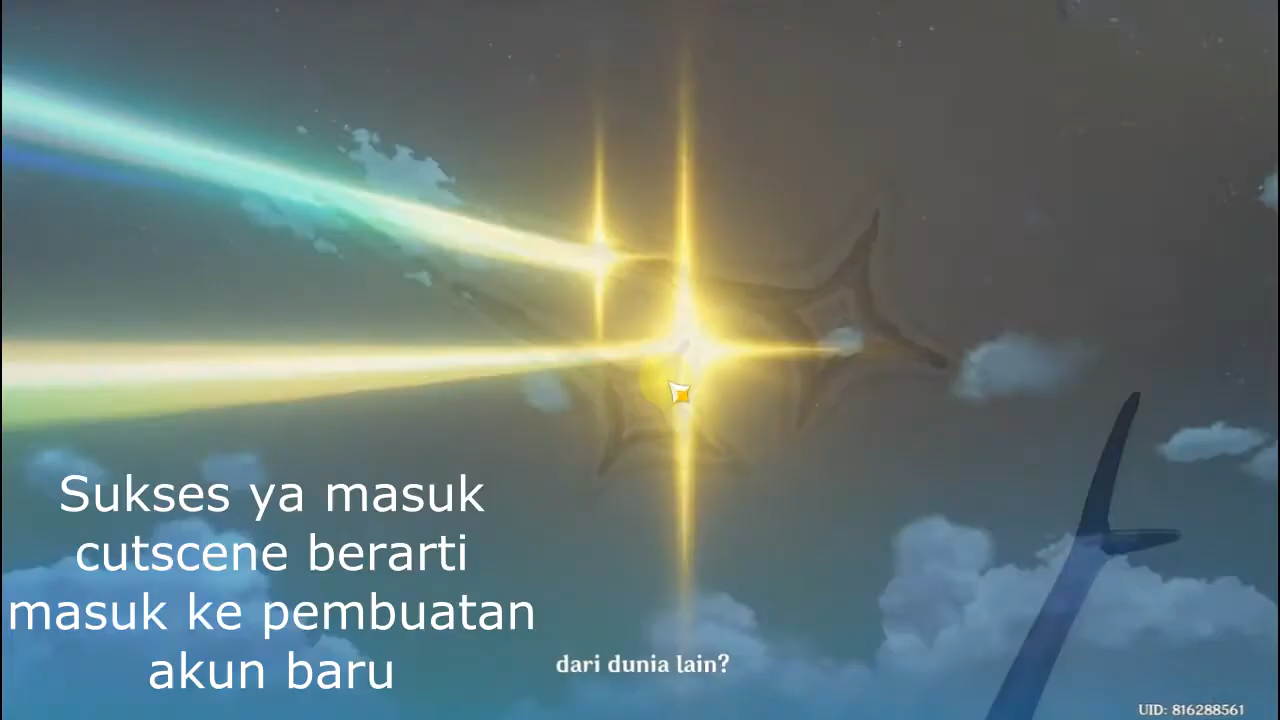 Sukses ya masuk
cutscene berarti
masuk ke pembuatan
akun baru
dari dunia lain?
UID: 816288561